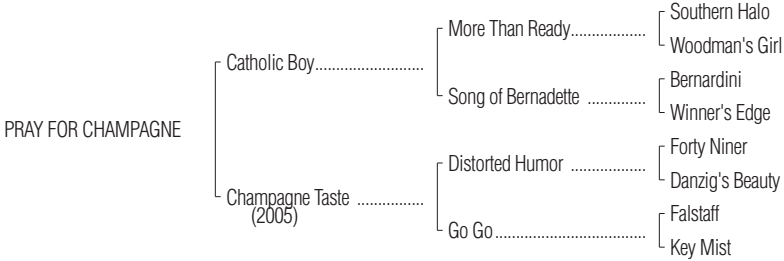 Southern Halo
More Than Ready..................
Woodman's Girl
Catholic Boy..........................
Bernardini
Song of Bernadette ..............
Winner's Edge
PRAY FOR CHAMPAGNE
Forty Niner
Distorted Humor ..................
Danzig's Beauty
Champagne Taste ................
(2005)
Falstaff
Go Go....................................
Key Mist